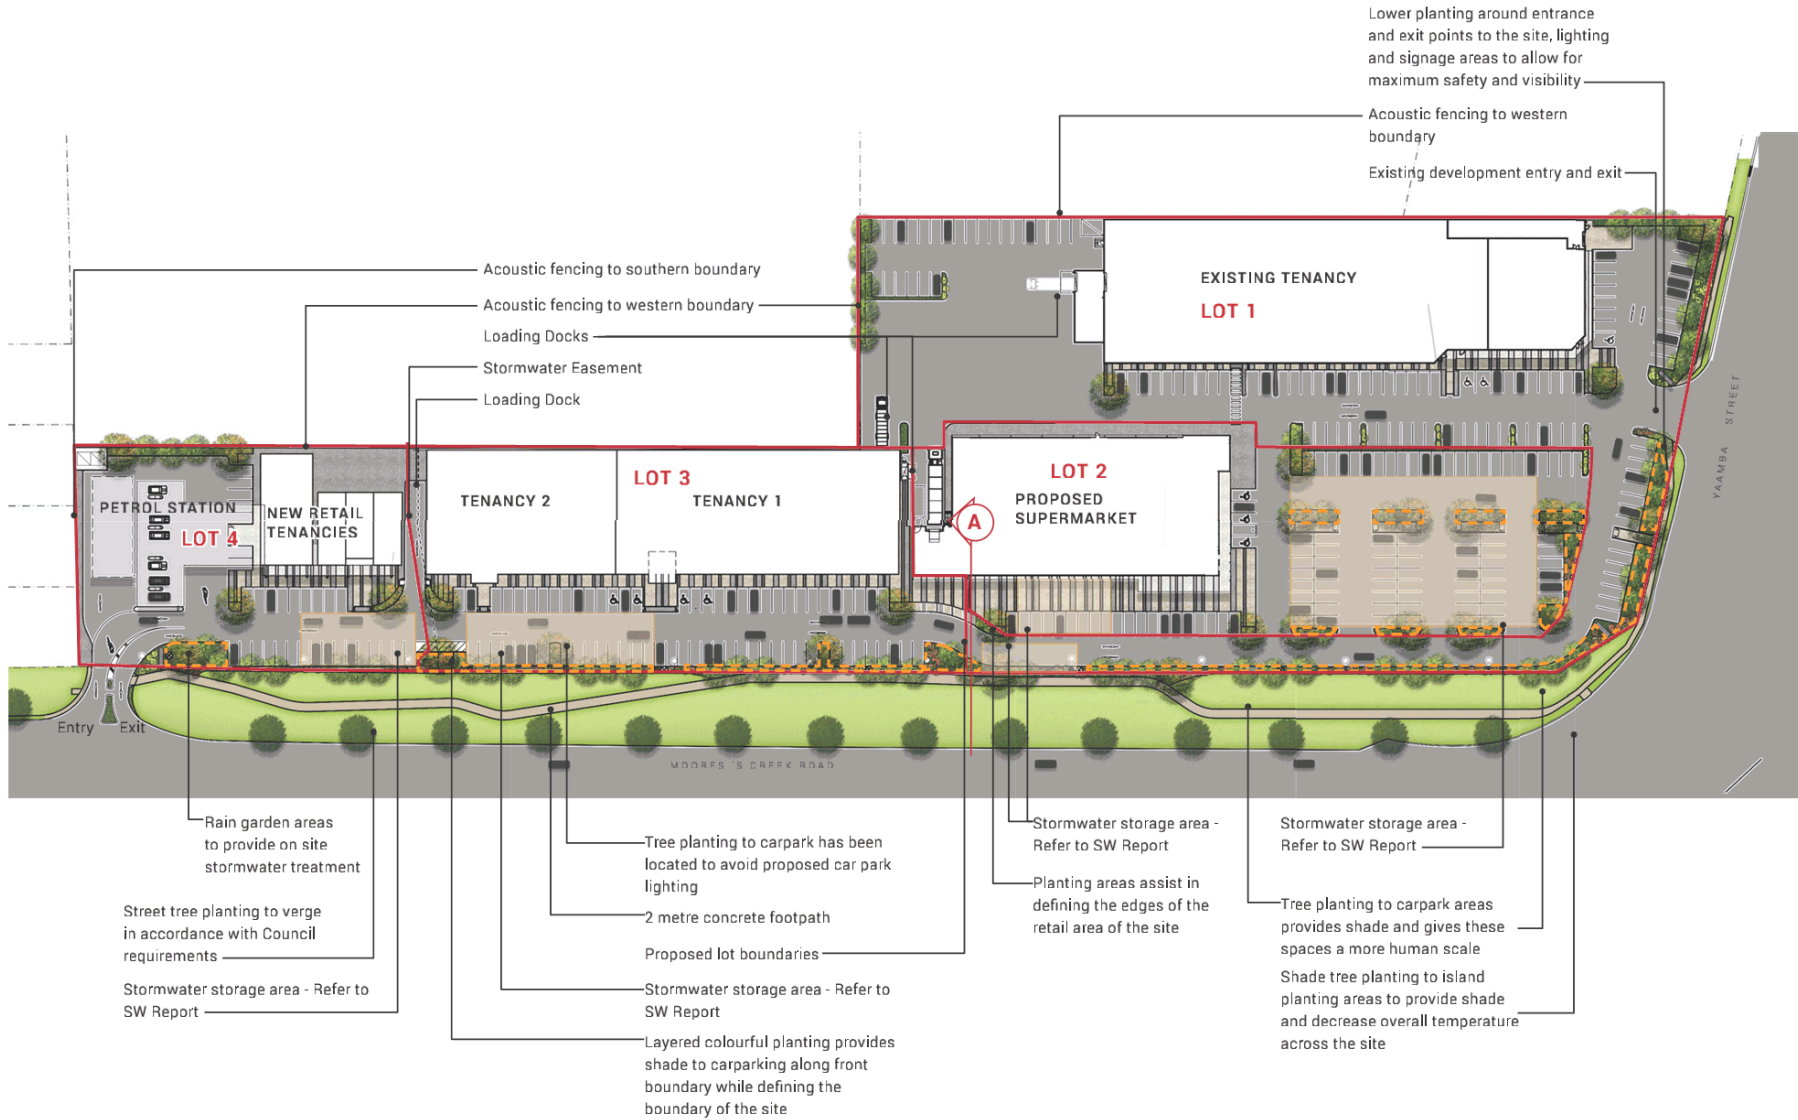 Lower planting around entrance
and exit points to the site, lighting
and signage areas to allow for
maximum safety and visibility
Acoustic fencing to western
boundary
Existing development entry and exit
Acoustic fencing to southern boundary
Acoustic fencing to western boundary
Loading Docks
Stormwater Easement
Loading Dock
EXISTING TENANCY
LOT 1
YAAMBA STREET
LOT 2
PROPOSED
SUPERMARKET
A
LOT 3
TENANCY 2
TENANCY 1
PETROL STATION
LOT 4
NEW RETAIL
TENANCIES
Entry
Exit
MOORES 'S CREEK ROAD
Rain garden areas
to provide on site
stormwater treatment
Street tree planting to verge
in accordance with Council
requirements
Stormwater storage area - Refer to
SW Report
Tree planting to carpark has been
located to avoid proposed car park
lighting
2 metre concrete footpath
Proposed lot boundaries
Stormwater storage area - Refer to
SW Report
Layered colourful planting provides
shade to carparking along front
boundary while defining the
boundary of the site
Stormwater storage area -
Refer to SW Report
Planting areas assist in
defining the edges of the
retail area of the site
Stormwater storage area -
Refer to SW Report
Tree planting to carpark areas
provides shade and gives these
spaces a more human scale
Shade tree planting to island
planting areas to provide shade
and decrease overall temperature
across the site